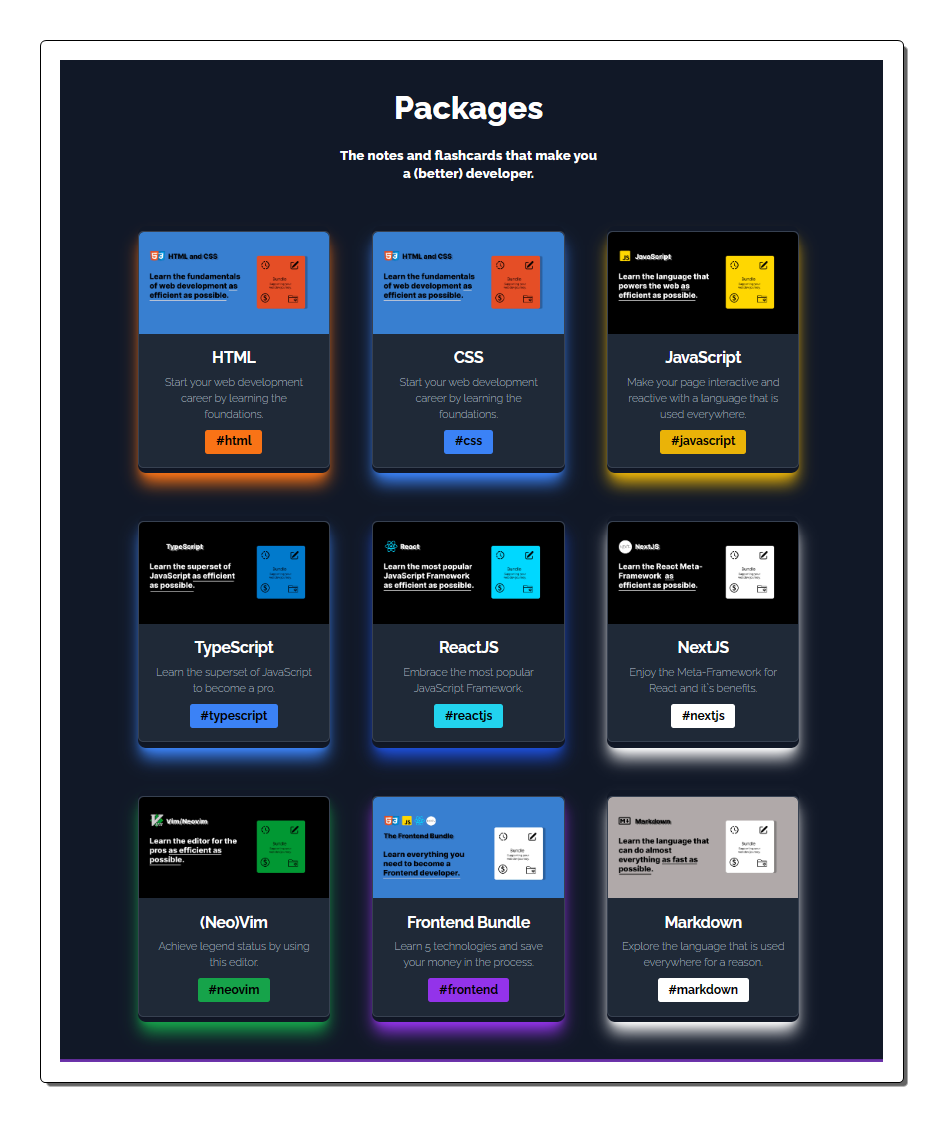 Packages
The notes and flashcards that make you
a (better) developer.
HTML and CSS
Learn the fundamentals
of web development as
efficient as possible.
Bundle
HTML
Start your web development
career by learning the
foundations.
#html
HTML and CSS
Learn the fundamentals
of web development as
efficient as possible.
Bundle
CSS
Start your web development
career by learning the
foundations.
#css
JS JavaScript
Learn the language that
powers the web as
efficient as possible.
Bundle
JavaScript
Make your page interactive and
reactive with a language that is
used everywhere.
#javascript
TypeScript
Learn the superset of
JavaScript as efficient
as possible.
Bundle
TypeScript
Learn the superset of JavaScript
to become a pro.
#typescript
React
Learn the most popular
JavaScript Framework
as efficient as possible.
Bundle
ReactJS
Embrace the most popular
JavaScript Framework.
#reactjs
NextJS
Learn the React Meta-
Framework as
efficient as possible.
Bundle
NextJS
Enjoy the Meta-Framework for
React and it's benefits.
#nextjs
Vim/Neovim
Learn the editor for the
pros as efficient as
possible.
Bundle
(Neo)Vim
Achieve legend status by using
this editor.
#neovim
JS
The Frontend Bundle
Learn everything you
need to become a
Frontend developer.
Bundle
Frontend Bundle
Learn 5 technologies and save
your money in the process.
#frontend
Markdown
Learn the language that
can do almost
everything as fast as
possible.
Bundle
Markdown
Explore the language that is used
everywhere for a reason.
#markdown